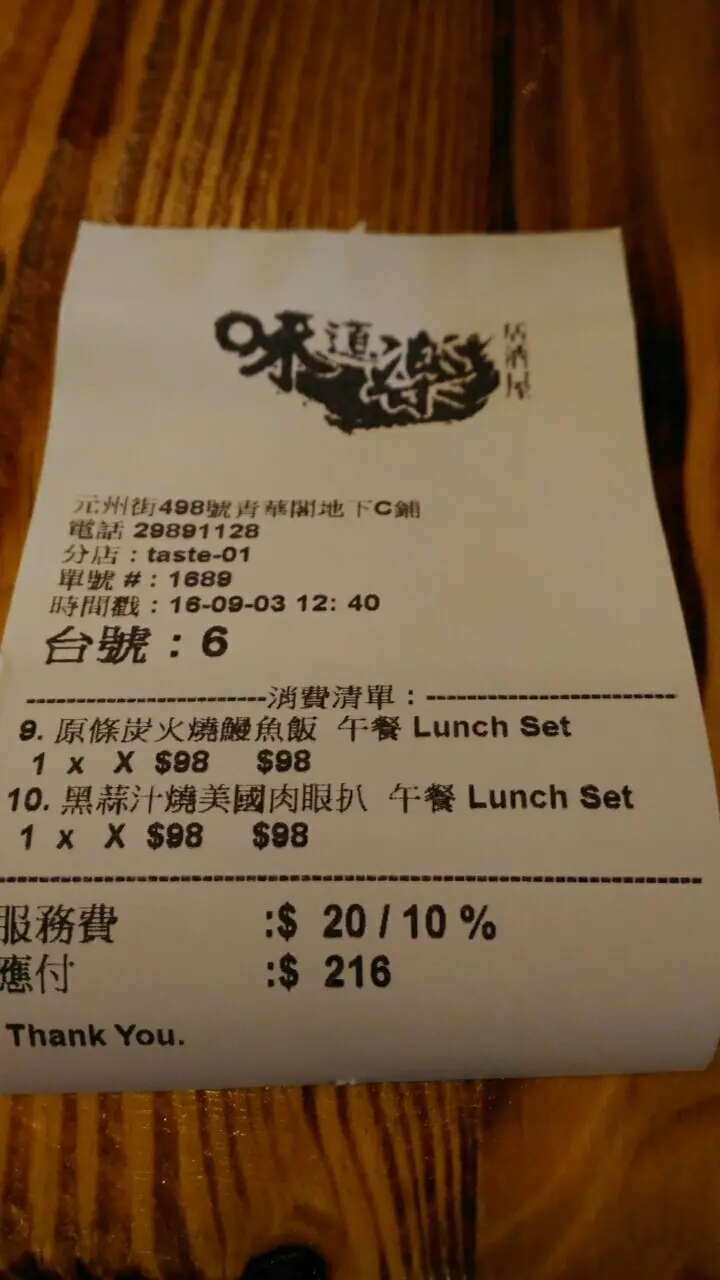 味道樂
居酒屋
元州街498號青華閣地下C鋪
電話 29891128
分店 : taste-01
單號 # : 1689
時間戳 : 16-09-03 12: 40
台號 : 6
-------------------------消費清單 : --------------------------
9. 原條炭火燒鰻魚飯 午餐 Lunch Set
1 x X $98 $98
10. 黑蒜汁燒美國肉眼扒 午餐 Lunch Set
1 x X $98 $98
服務費 :$ 20 / 10 %
應付 :$ 216
Thank You.